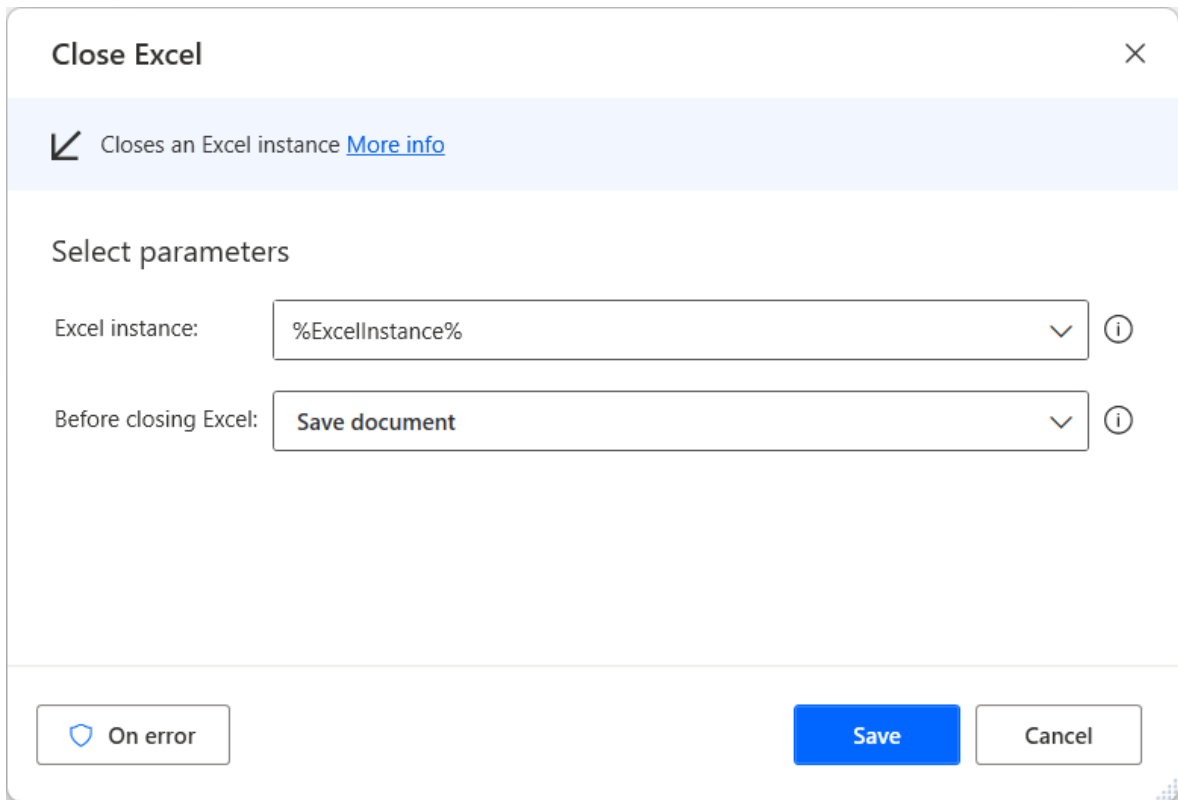 Close Excel
Closes an Excel instance More info
Select parameters
Excel instance: %ExcelInstance%
Before closing Excel: Save document
On error Save Cancel